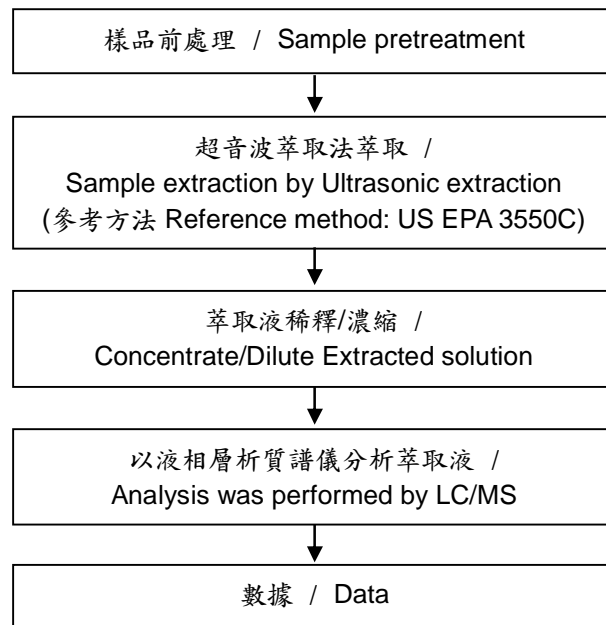 樣品前處理 / Sample pretreatment
超音波萃取法萃取 /
Sample extraction by Ultrasonic extraction
(參考方法 Reference method: US EPA 3550C)
萃取液稀釋/濃縮 /
Concentrate/Dilute Extracted solution
以液相層析質譜儀分析萃取液 /
Analysis was performed by LC/MS
數據 / Data